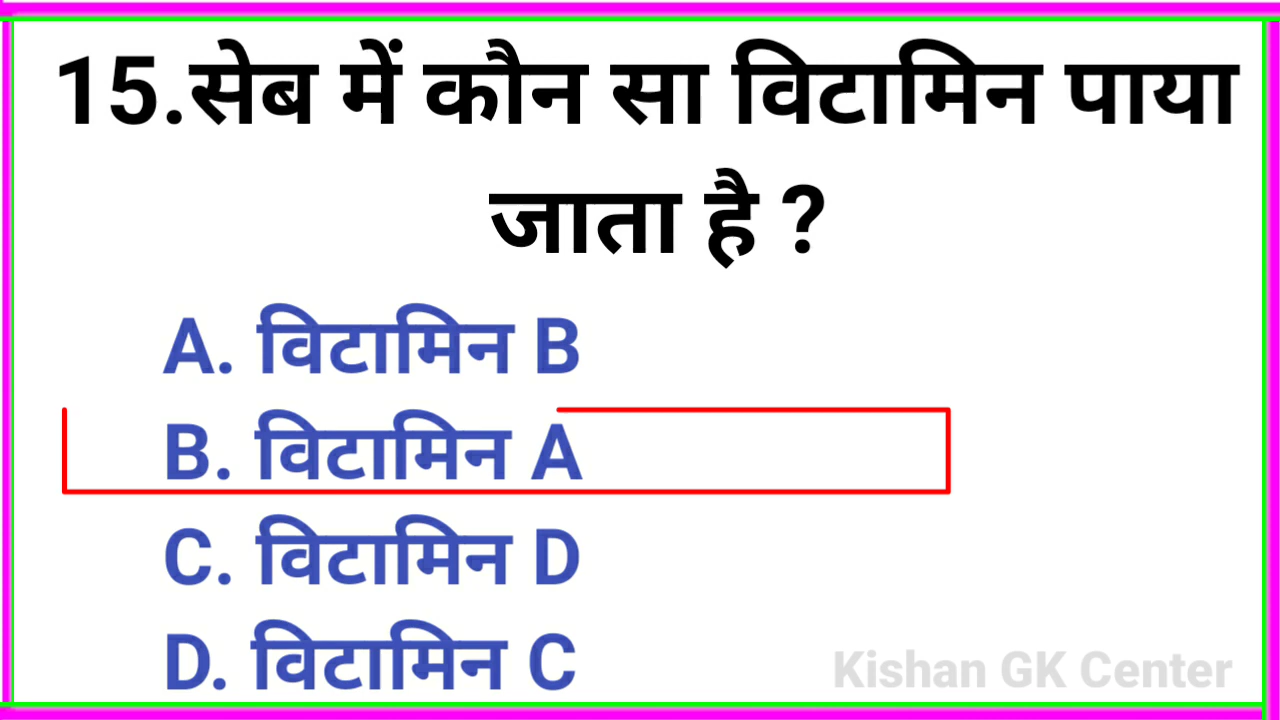 15.सेब में कौन सा विटामिन पाया
जाता है ?
A. विटामिन B
B. विटामिन A
C. विटामिन D
D. विटामिन C
Kishan GK Center